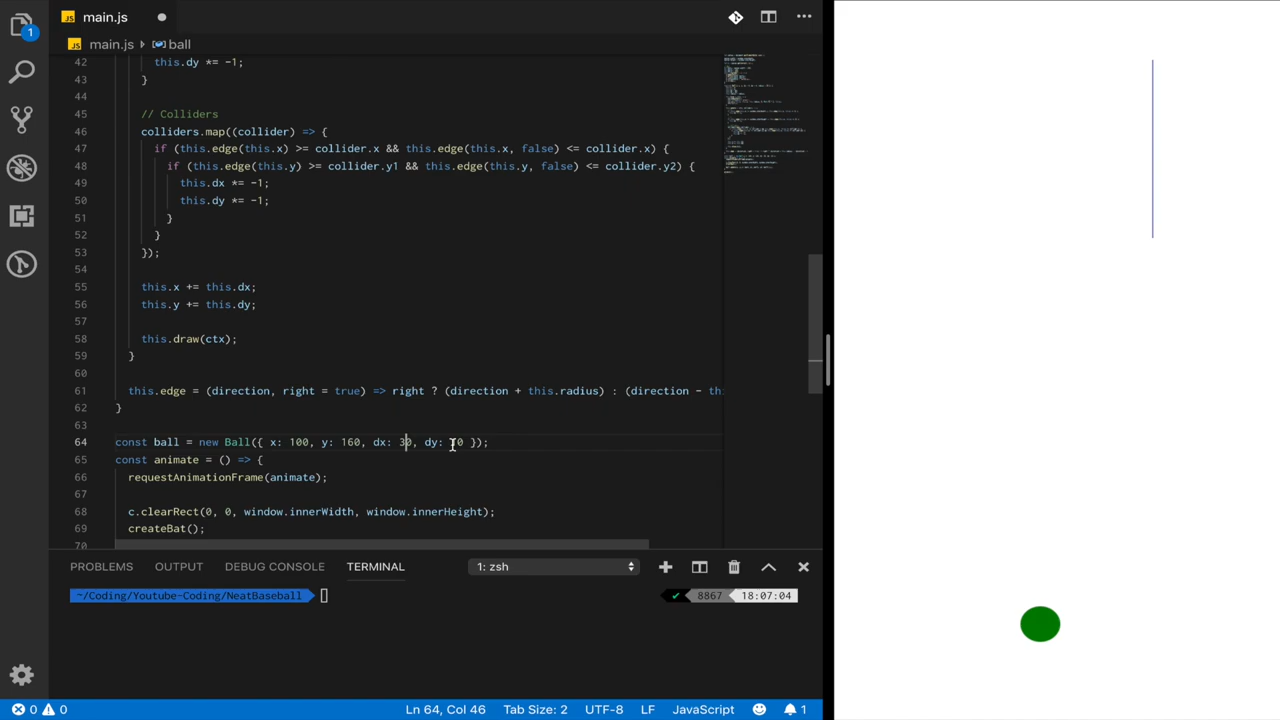 1
main.js
main.js
ball
42 this.dy *= -1;
43 }
44
45 // Colliders
46 colliders.map((collider) => {
47 if (this.edge(this.x) >= collider.x && this.edge(this.x, false) <= collider.x) {
48 if (this.edge(this.y) >= collider.y1 && this.edge(this.y, false) <= collider.y2) {
49 this.dx *= -1;
50 this.dy *= -1;
51 }
52 }
53 });
54
55 this.x += this.dx;
56 this.y += this.dy;
57
58 this.draw(ctx);
59 }
60
61 this.edge = (direction, right = true) => right ? (direction + this.radius) : (direction - th
62 }
63
64 const ball = new Ball({ x: 100, y: 160, dx: 30, dy: 0 });
65 const animate = () => {
66 requestAnimationFrame(animate);
67
68 c.clearRect(0, 0, window.innerWidth, window.innerHeight);
69 createBat();
70
PROBLEMS OUTPUT DEBUG CONSOLE TERMINAL 1: zsh
~/Coding/Youtube-Coding/NeatBaseball ✔ 8867 18:07:04
0 0 Ln 64, Col 46 Tab Size: 2 UTF-8 LF JavaScript 1